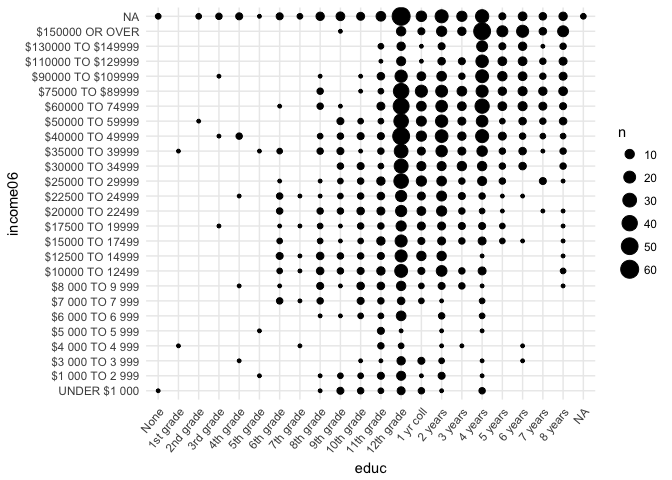 NA
$150000 OR OVER
$130000 TO $149999
$110000 TO $129999
$90000 TO $109999
$75000 TO $89999
$60000 TO 74999
$50000 TO 59999
$40000 TO 49999
$35000 TO 39999
$30000 TO 34999
$25000 TO 29999
$22500 TO 24999
$20000 TO 22499
$17500 TO 19999
$15000 TO 17499
$12500 TO 14999
$10000 TO 12499
$8 000 TO 9 999
$7 000 TO 7 999
$6 000 TO 6 999
$5 000 TO 5 999
$4 000 TO 4 999
$3 000 TO 3 999
$1 000 TO 2 999
UNDER $1 000
income06
None
1st grade
2nd grade
3rd grade
4th grade
5th grade
6th grade
7th grade
8th grade
9th grade
10th grade
11th grade
12th grade
1 yr coll
2 years
3 years
4 years
5 years
6 years
7 years
8 years
NA
educ
n
10
20
30
40
50
60